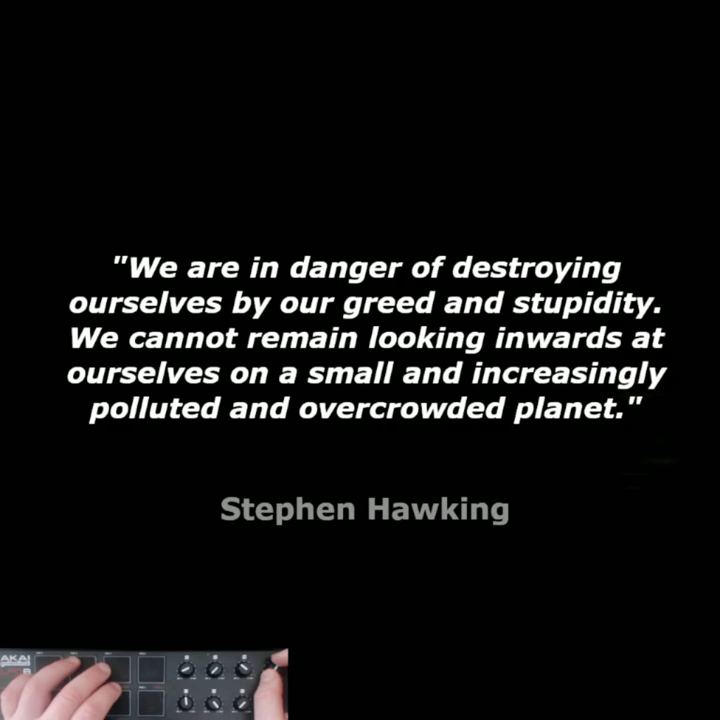 "We are in danger of destroying
ourselves by our greed and stupidity.
We cannot remain looking inwards at
ourselves on a small and increasingly
polluted and overcrowded planet."
Stephen Hawking
AKAI